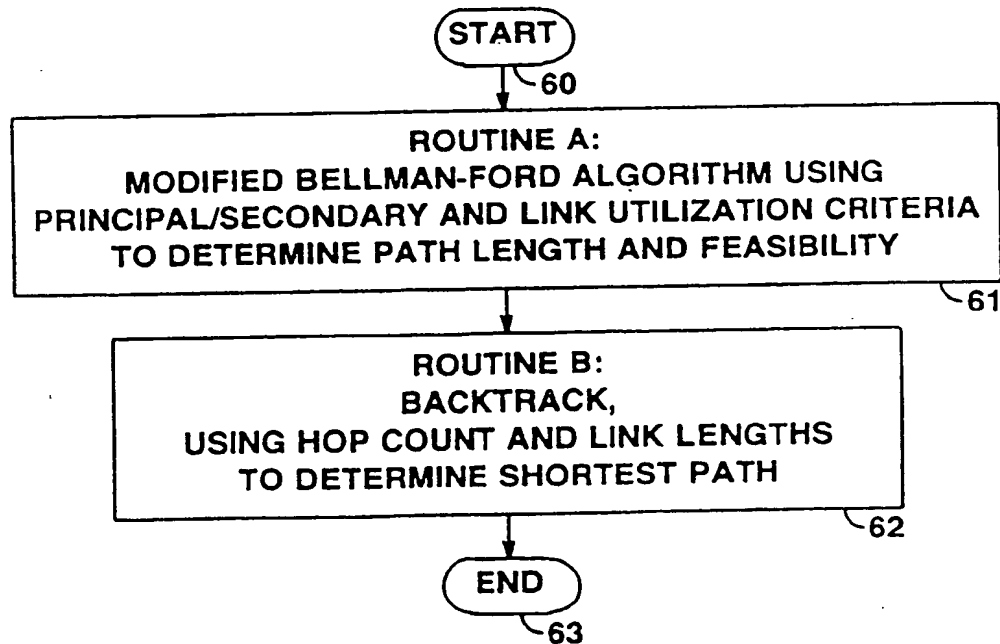 START
60
ROUTINE A:
MODIFIED BELLMAN-FORD ALGORITHM USING
PRINCIPAL/SECONDARY AND LINK UTILIZATION CRITERIA
TO DETERMINE PATH LENGTH AND FEASIBILITY
61
ROUTINE B:
BACKTRACK,
USING HOP COUNT AND LINK LENGTHS
TO DETERMINE SHORTEST PATH
62
END
63